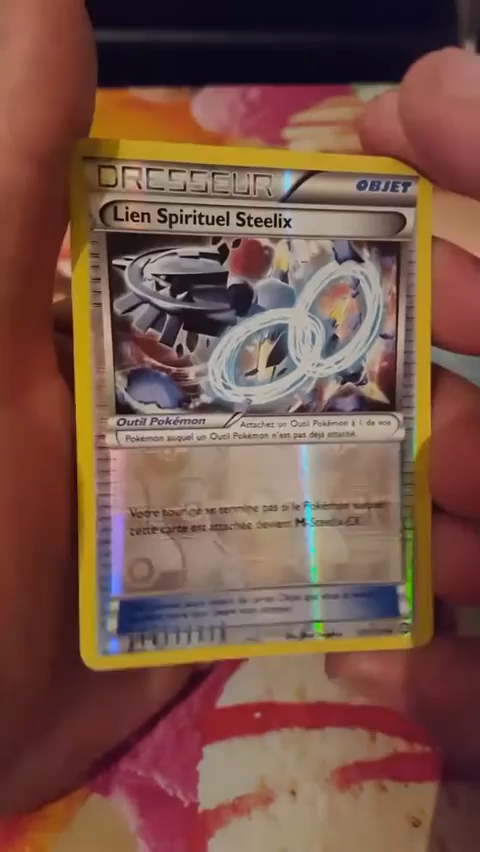 DRESSEUR
OBJET
Lien Spirituel Steelix
Outil Pokémon
Attachez un Outil Pokémon à 1 de vos
Pokémon auquel un Outil Pokémon n'est pas déjà attaché.
Votre tour ne se termine pas si le Pokémon auquel
cette carte est attachée devient M-Steelix-EX.